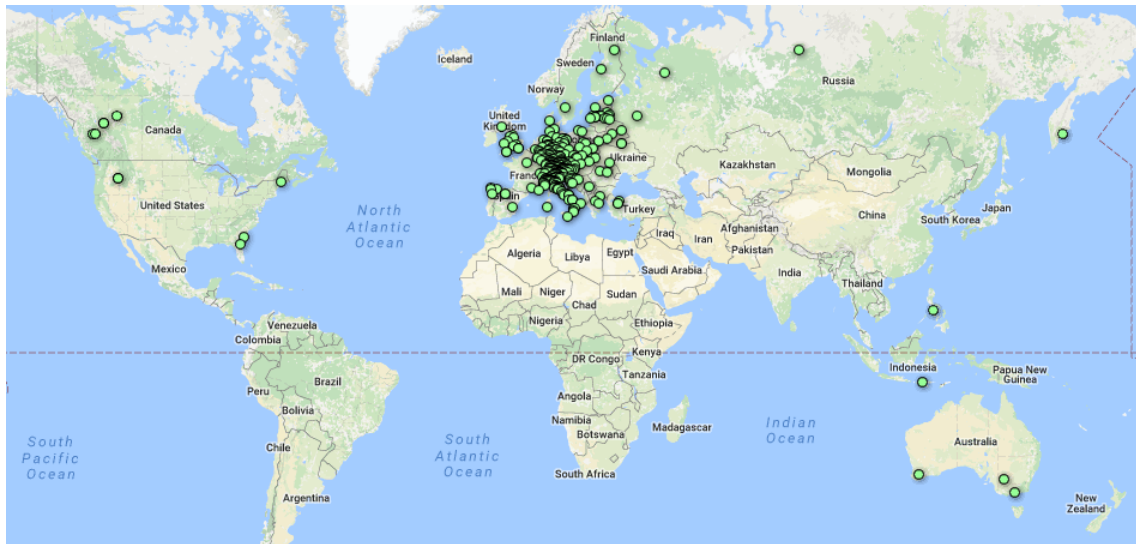 Finland
Iceland
Sweden
Russia
Norway
United
Kingdom
Canada
Ukraine
Kazakhstan
France
Mongolia
Spain
United States
North
Atlantic
Ocean
Turkey
Japan
South Korea
China
Afghanistan
Iraq
Iran
Pakistan
Algeria
Libya
Egypt
Mexico
Saudi Arabia
India
Mali
Niger
Sudan
Thailand
Chad
Nigeria
Ethiopia
Venezuela
Colombia
Kenya
DR Congo
Indonesia
Papua New
Guinea
Tanzania
Brazil
Peru
Angola
Bolivia
Namibia
Botswana
Madagascar
Indian
Ocean
South
Pacific
Ocean
South
Atlantic
Ocean
Chile
Australia
South Africa
Argentina
New
Zealand